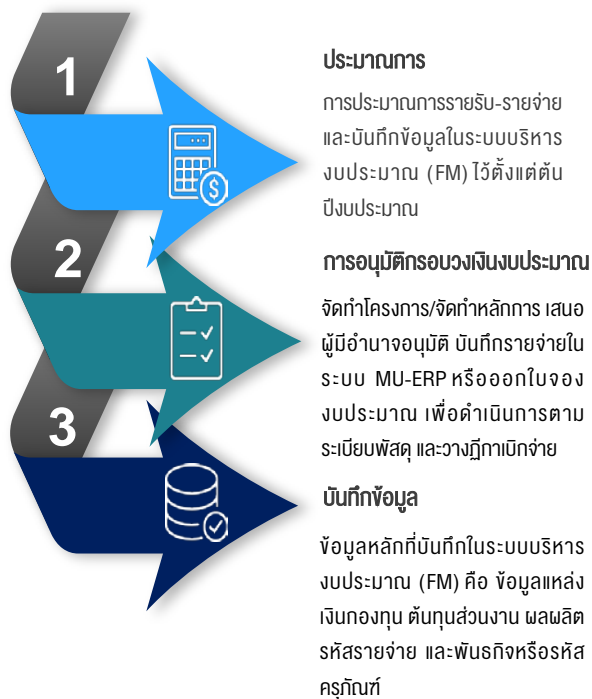 1
ประมาณการ
การประมาณการรายรับ-รายจ่าย
และบันทึกข้อมูลในระบบบริหาร
งบประมาณ (FM) ไว้ตั้งแต่ต้น
ปีงบประมาณ
2
การอนุมัติกรอบวงเงินงบประมาณ
จัดทำโครงการ/จัดทำหลักการ เสนอ
ผู้มีอำนาจอนุมัติ บันทึกรายจ่ายใน
ระบบ MU-ERP หรือออกใบจอง
งบประมาณ เพื่อดำเนินการตาม
ระเบียบพัสดุ และวางฎีกาเบิกจ่าย
3
บันทึกข้อมูล
ข้อมูลหลักที่บันทึกในระบบบริหาร
งบประมาณ (FM) คือ ข้อมูลแหล่ง
เงินกองทุน ต้นทุนส่วนงาน ผลผลิต
รหัสรายจ่าย และพันธกิจหรือรหัส
ครุภัณฑ์